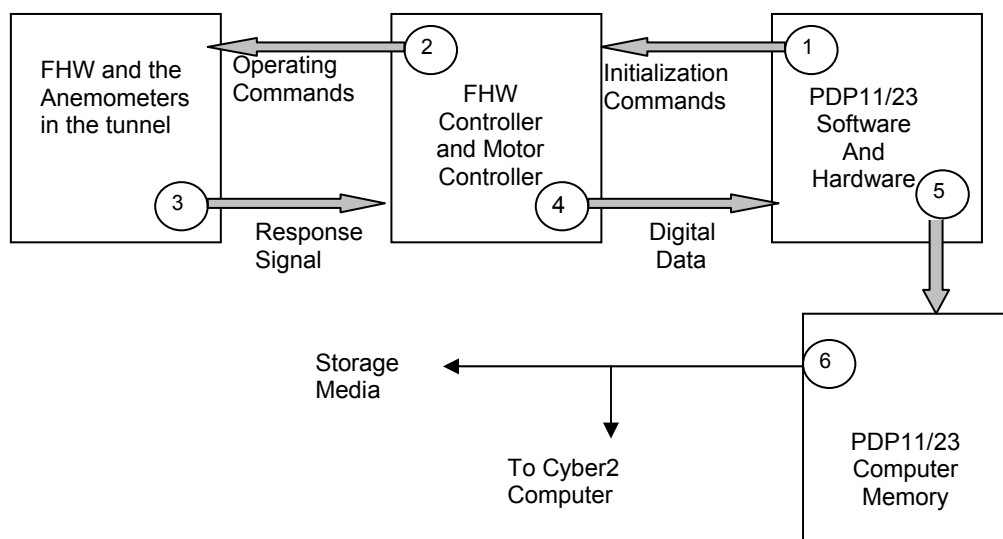 FHW and the
Anemometers
in the tunnel
3
2
Operating
Commands
FHW
Controller
and Motor
Controller
4
Response
Signal
1
Initialization
Commands
PDP11/23
Software
And
Hardware
5
Digital
Data
6
Storage
Media
To Cyber2
Computer
PDP11/23
Computer
Memory